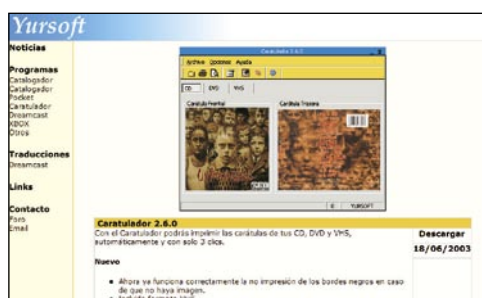 Yursoft
Noticias
Programas
Catalogador
Catalogador
Pocket
Caratulador
Dreamcast
XBOX
Otros
Traducciones
Dreamcast
Links
Contacto
Foro
Email
Caratulador 2.6.0
Archivo Opciones Ayuda
CD DVD VHS
Carátula Frontal
Carátula Trasera
YURSOFT
Caratulador 2.6.0
Con el Caratulador podrás imprimir las carátulas de tus CD, DVD y VHS,
automáticamente y con solo 3 clics.
Nuevo
Ahora ya funciona correctamente la no impresión de los bordes negros en caso
de que no haya imagen.
Descargar
18/06/2003